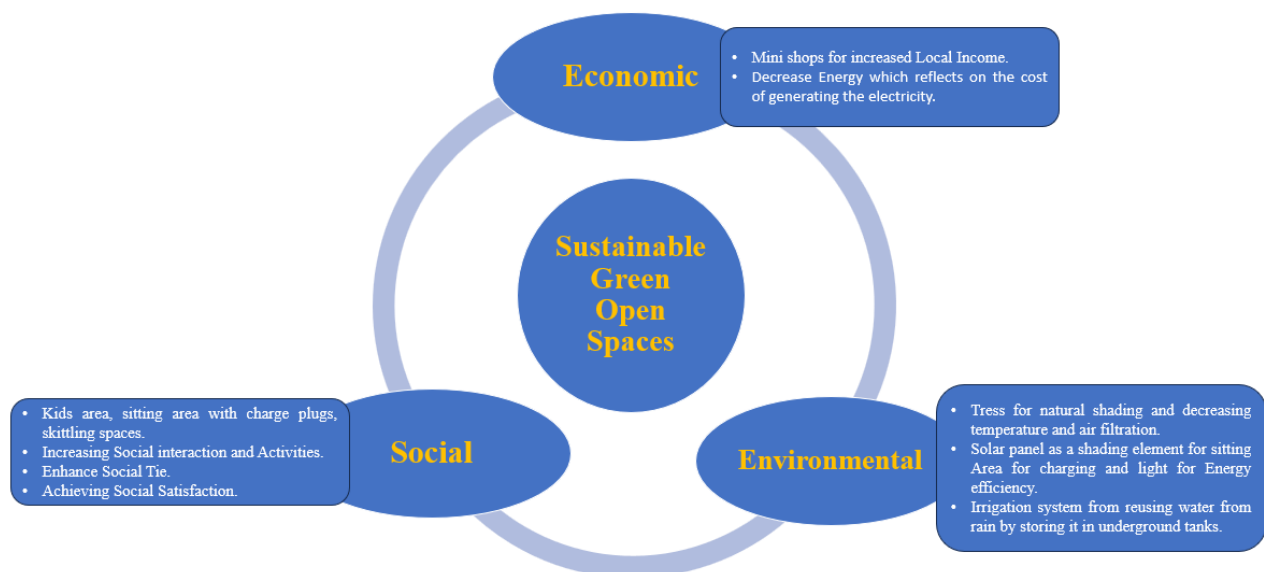 Economic
• Mini shops for increased Local Income.
• Decrease Energy which reflects on the cost
of generating the electricity.
Sustainable
Green
Open
Spaces
• Kids area, sitting area with charge plugs,
skittling spaces.
• Increasing Social interaction and Activities.
• Enhance Social Tie.
• Achieving Social Satisfaction.
Social
Environmental
• Tress for natural shading and decreasing
temperature and air filtration.
• Solar panel as a shading element for sitting
Area for charging and light for Energy
efficiency.
• Irrigation system from reusing water from
rain by storing it in underground tanks.